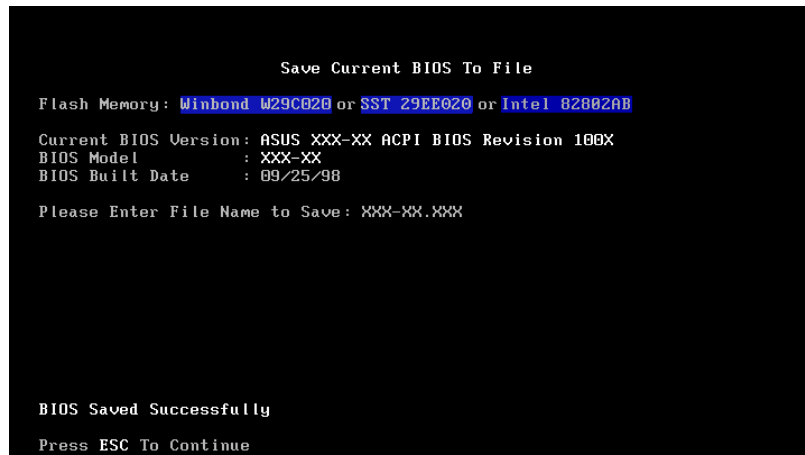 Save Current BIOS To File
Flash Memory: Winbond W29C020 or SST 29EE020 or Intel 82802AB
Current BIOS Version: ASUS XXX-XX ACPI BIOS Revision 100X
BIOS Model : XXX-XX
BIOS Built Date : 09/25/98
Please Enter File Name to Save: XXX-XX.XXX
BIOS Saved Successfully
Press ESC To Continue